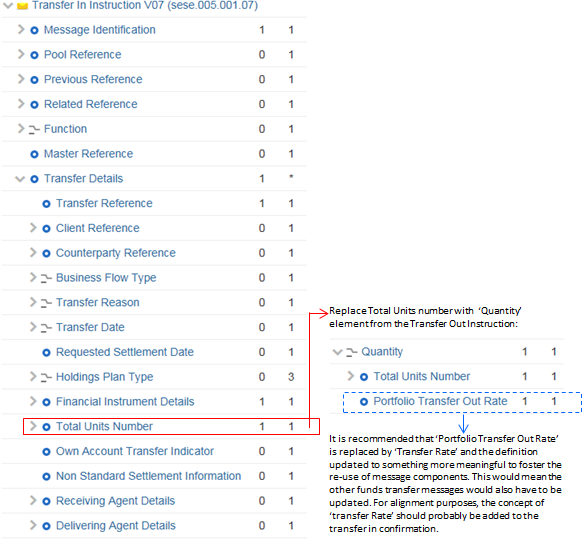 Transfer In Instruction V07 (sese.005.001.07)
Message Identification 1 1
Pool Reference 0 1
Previous Reference 0 1
Related Reference 0 1
Function 0 1
Master Reference 0 1
Transfer Details 1 *
Transfer Reference 1 1
Client Reference 0 1
Counterparty Reference 0 1
Business Flow Type 0 1
Transfer Reason 0 1
Transfer Date 0 1
Requested Settlement Date 0 1
Holdings Plan Type 0 3
Financial Instrument Details 1 1
Total Units Number 1 1
Own Account Transfer Indicator 0 1
Non Standard Settlement Information 0 1
Receiving Agent Details 0 1
Delivering Agent Details 0 1
Replace Total Units number with ‘Quantity’
element from the Transfer Out Instruction:
Quantity 1 1
Total Units Number 1 1
Portfolio Transfer Out Rate 1 1
It is recommended that ‘Portfolio Transfer Out Rate’
is replaced by ‘Transfer Rate’ and the definition
updated to something more meaningful to foster the
re-use of message components. This would mean the
other funds transfer messages would also have to be
updated. For alignment purposes, the concept of
‘transfer Rate’ should probably be added to the
transfer in confirmation.